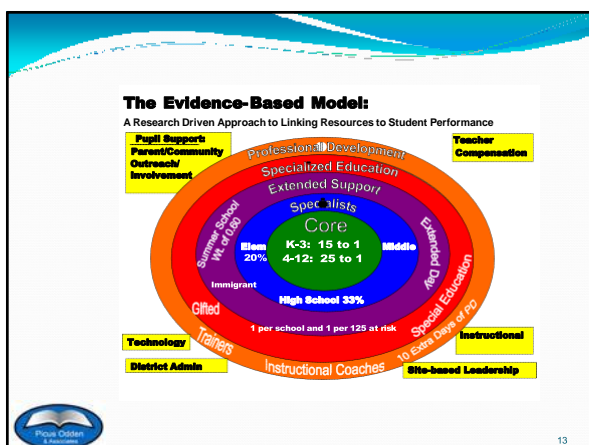 The Evidence-Based Model:
A Research Driven Approach to Linking Resources to Student Performance
Pupil Support:
Parent/Community
Outreach/
Involvement
Teacher
Compensation
Professional Development
Specialized Education
Extended Support
Specialists
Core
K-3: 15 to 1
4-12: 25 to 1
Summer School
Wt. of 0.60
Elem
20%
Middle
Extended Day
Immigrant
High School 33%
Gifted
Special Education
1 per school and 1 per 125 at risk
Trainers
Instructional Coaches
10 Extra Days of PD
Technology
District Admin
Instructional
Site-based Leadership
Picus Odden
& Associates
13